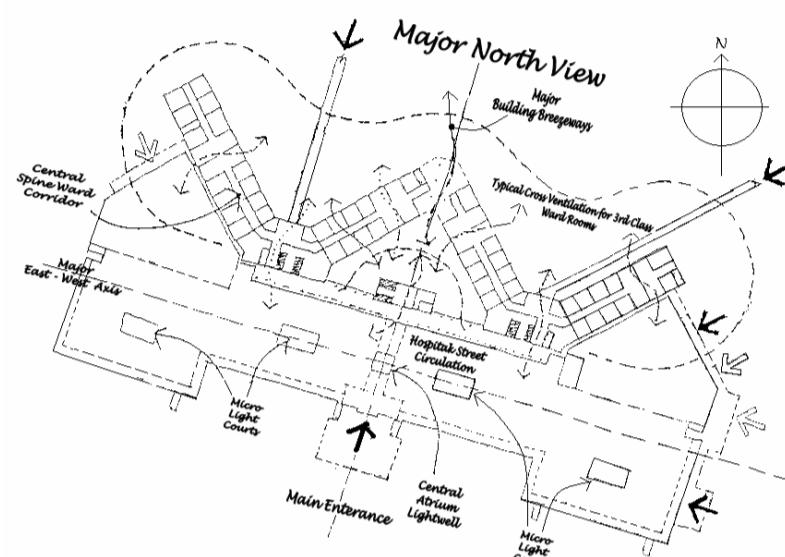 Major North View
N
Major
Building Breezeways
Central
Spine Ward
Corridor
Typical Cross Ventilation for 3rd Class
Ward Rooms
Major
East - West Axis
Hospital Street
Circulation
Micro
Light
Courts
Main Entrance
Central
Atrium
Lightwell
Micro
Light